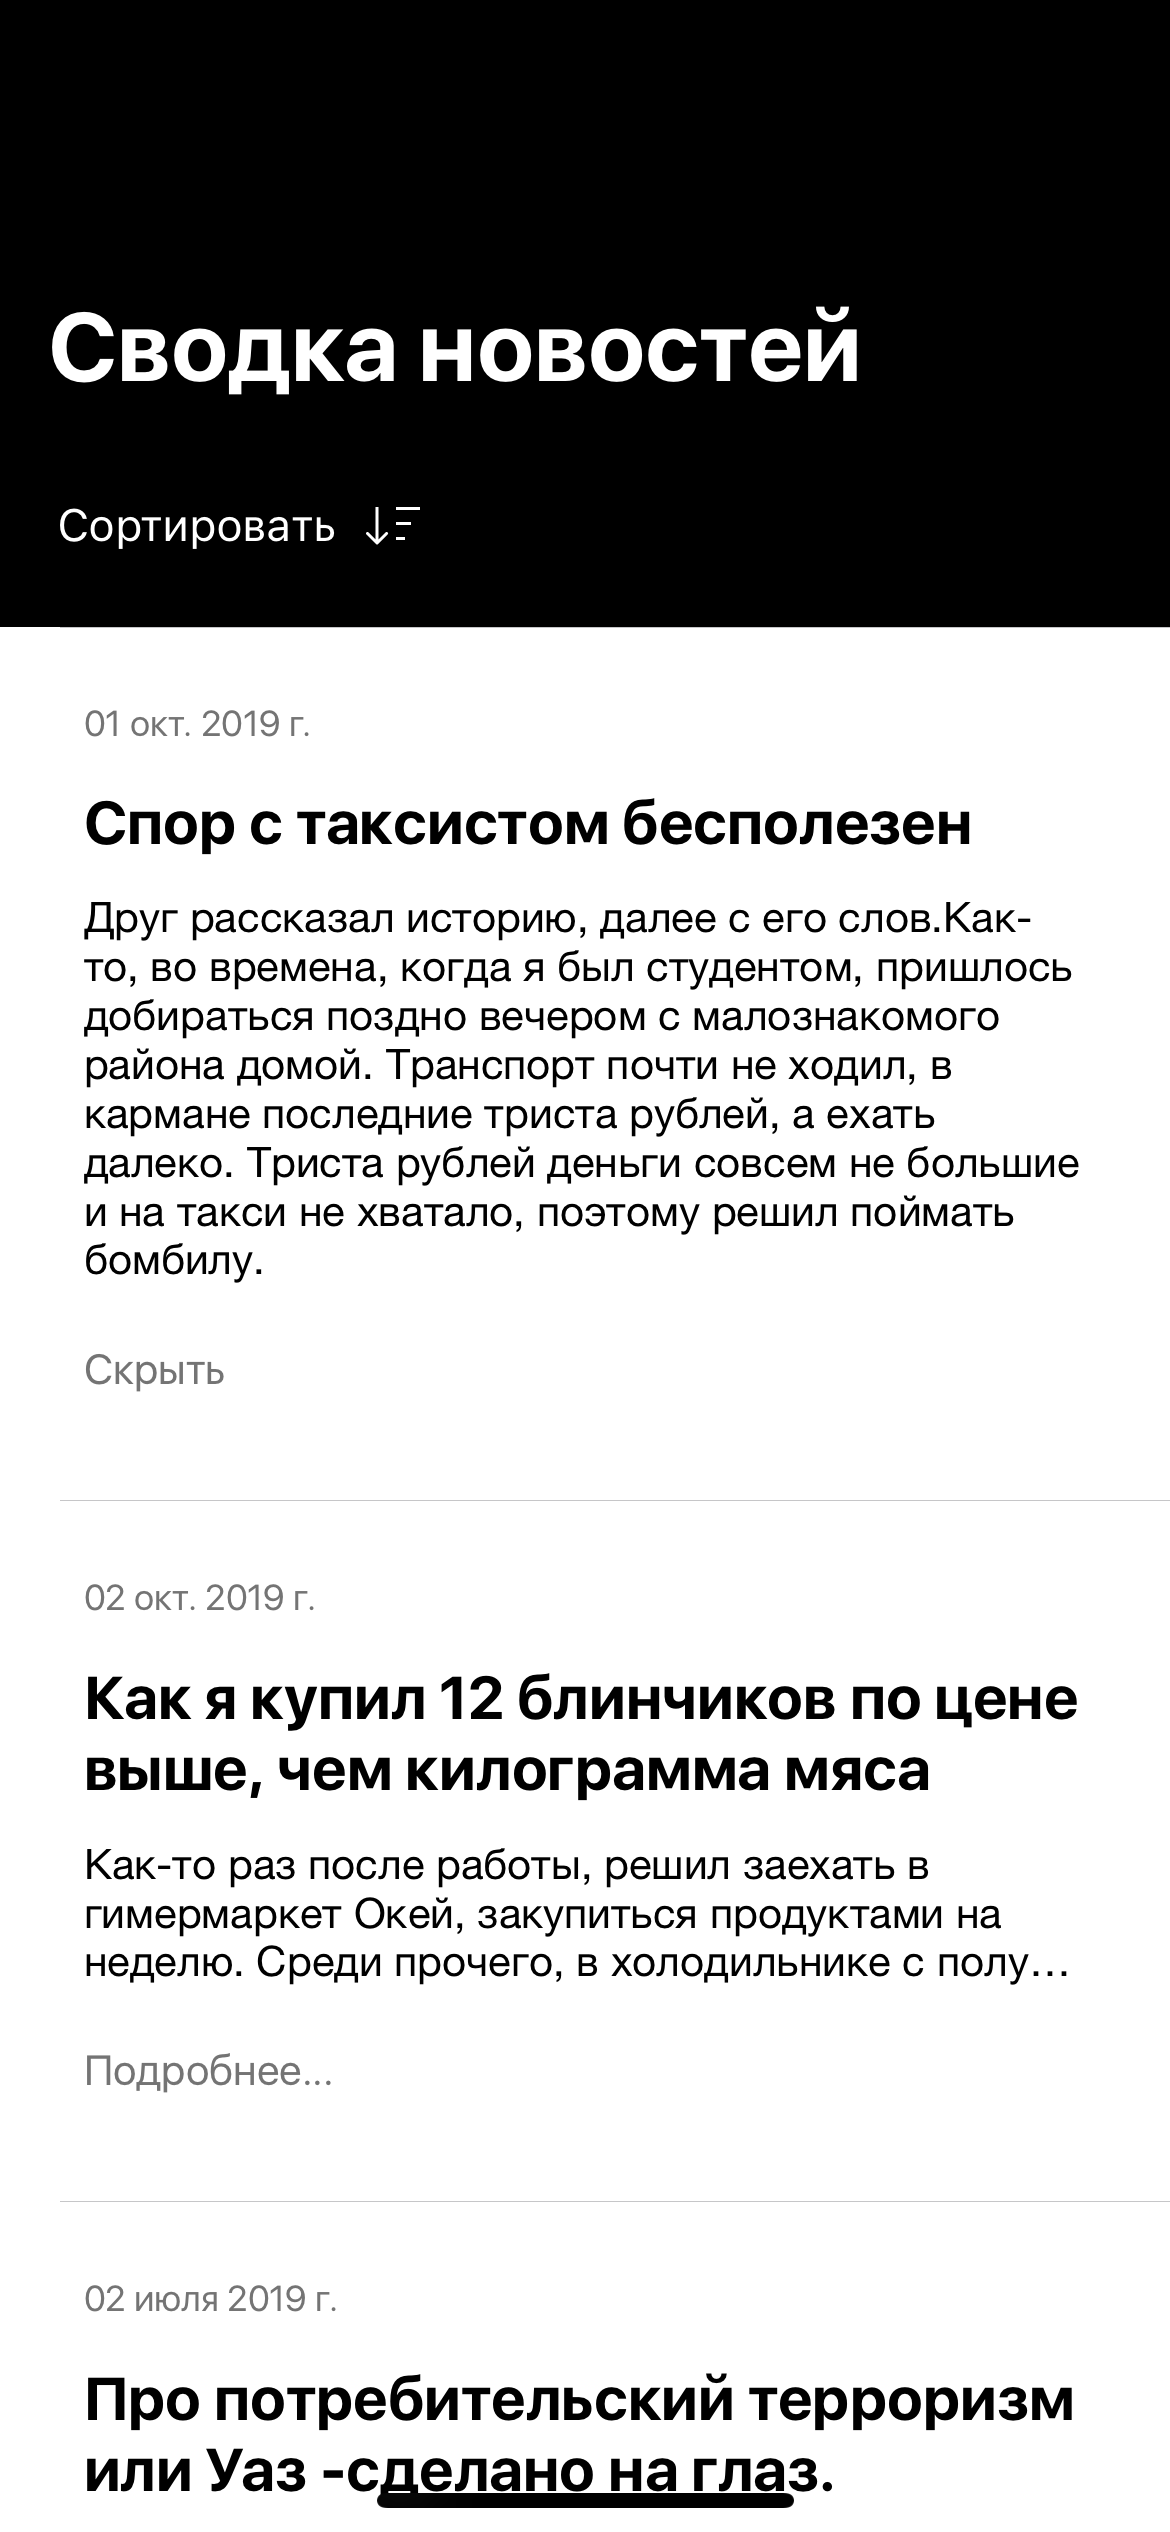 Сводка новостей
Сортировать
01 окт. 2019 г.
Спор с таксистом бесполезен
Друг рассказал историю, далее с его слов.Как-
то, во времена, когда я был студентом, пришлось
добираться поздно вечером с малознакомого
района домой. Транспорт почти не ходил, в
кармане последние триста рублей, а ехать
далеко. Триста рублей деньги совсем не большие
и на такси не хватало, поэтому решил поймать
бомбилу.
Скрыть
02 окт. 2019 г.
Как я купил 12 блинчиков по цене
выше, чем килограмма мяса
Как-то раз после работы, решил заехать в
гимермаркет Окей, закупиться продуктами на
неделю. Среди прочего, в холодильнике с полу…
Подробнее...
02 июля 2019 г.
Про потребительский терроризм
или Уаз -сделано на глаз.